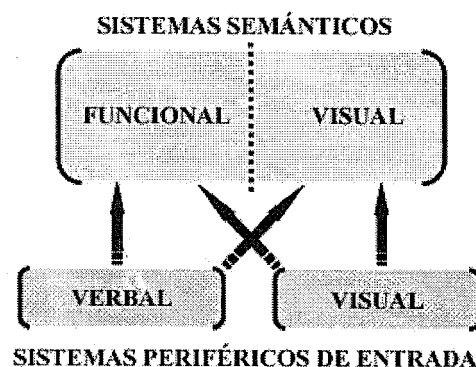 SISTEMAS SEMÁNTICOS
FUNCIONAL VISUAL
VERBAL VISUAL
SISTEMAS PERIFÉRICOS DE ENTRADA